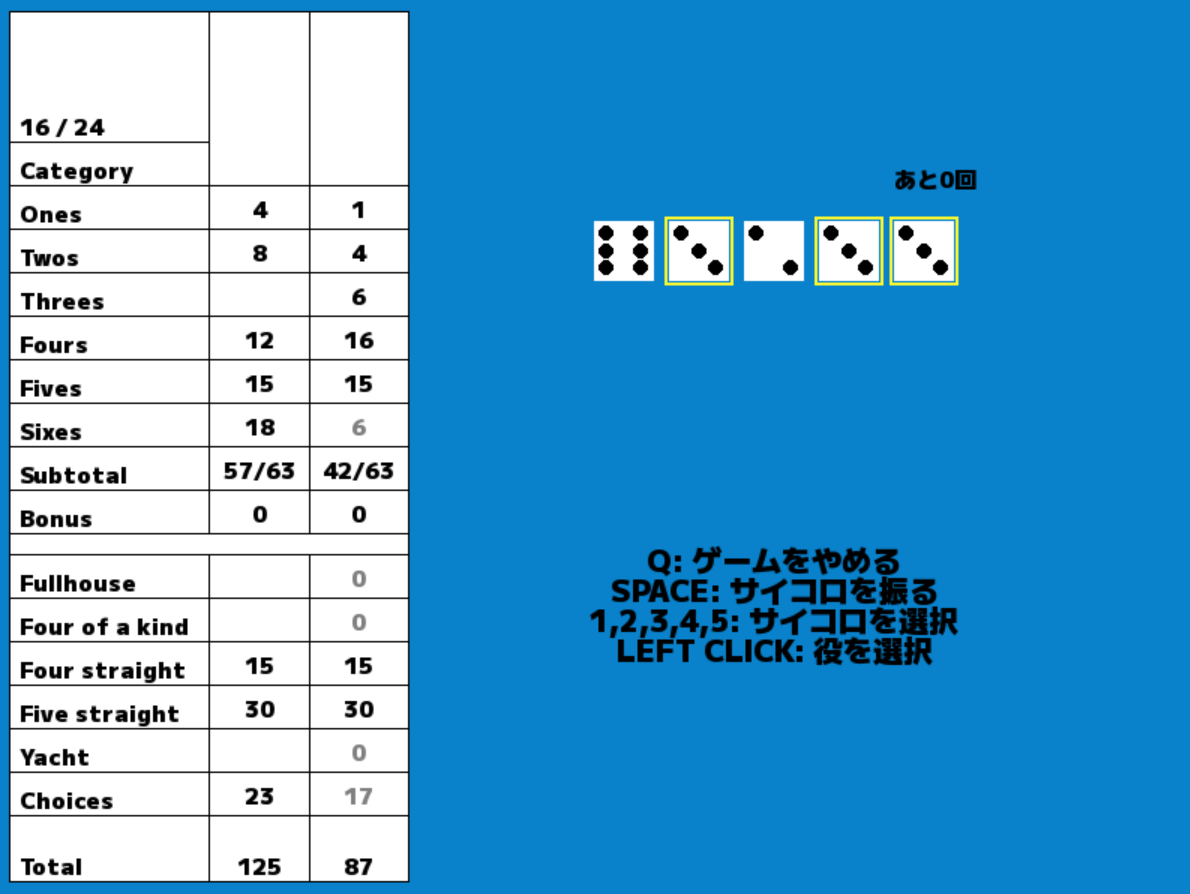 16 / 24
Category
Ones 4 1
Twos 8 4
Threes 6
Fours 12 16
Fives 15 15
Sixes 18 6
Subtotal 57/63 42/63
Bonus 0 0
Fullhouse 0
Four of a kind 0
Four straight 15 15
Five straight 30 30
Yacht 0
Choices 23 17
Total 125 87
あと0回
Q: ゲームをやめる
SPACE: サイコロを振る
1,2,3,4,5: サイコロを選択
LEFT CLICK: 役を選択